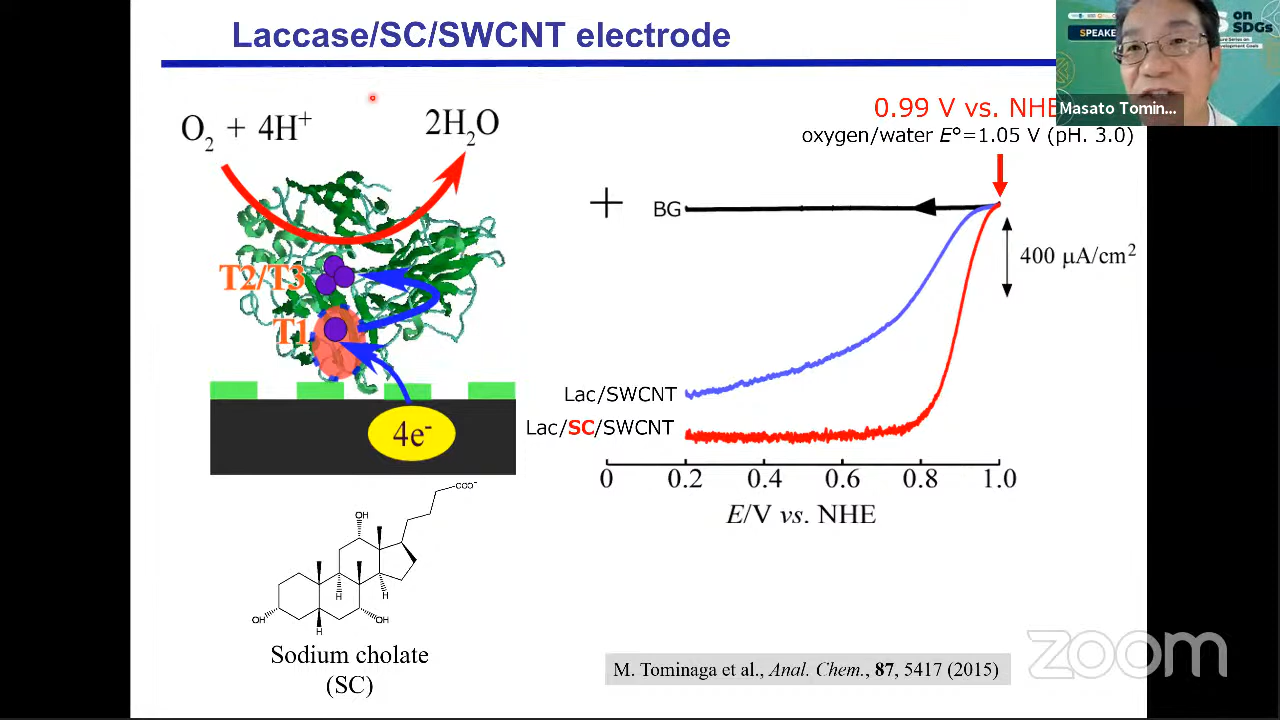 Laccase/SC/SWCNT electrode
on
SDGs
SPEAKE
Masato Tomin...
O₂ + 4H⁺
2H₂O
0.99 V vs. NHE
oxygen/water E°=1.05 V (pH. 3.0)
+
BG
400 μA/cm²
T2/T3
T1
4e⁻
Lac/SWCNT
Lac/SC/SWCNT
0 0.2 0.4 0.6 0.8 1.0
E/V vs. NHE
COO⁻
OH
H
H
H
OH
OH
H
Sodium cholate
(SC)
M. Tominaga et al., Anal. Chem., 87, 5417 (2015)
zoom